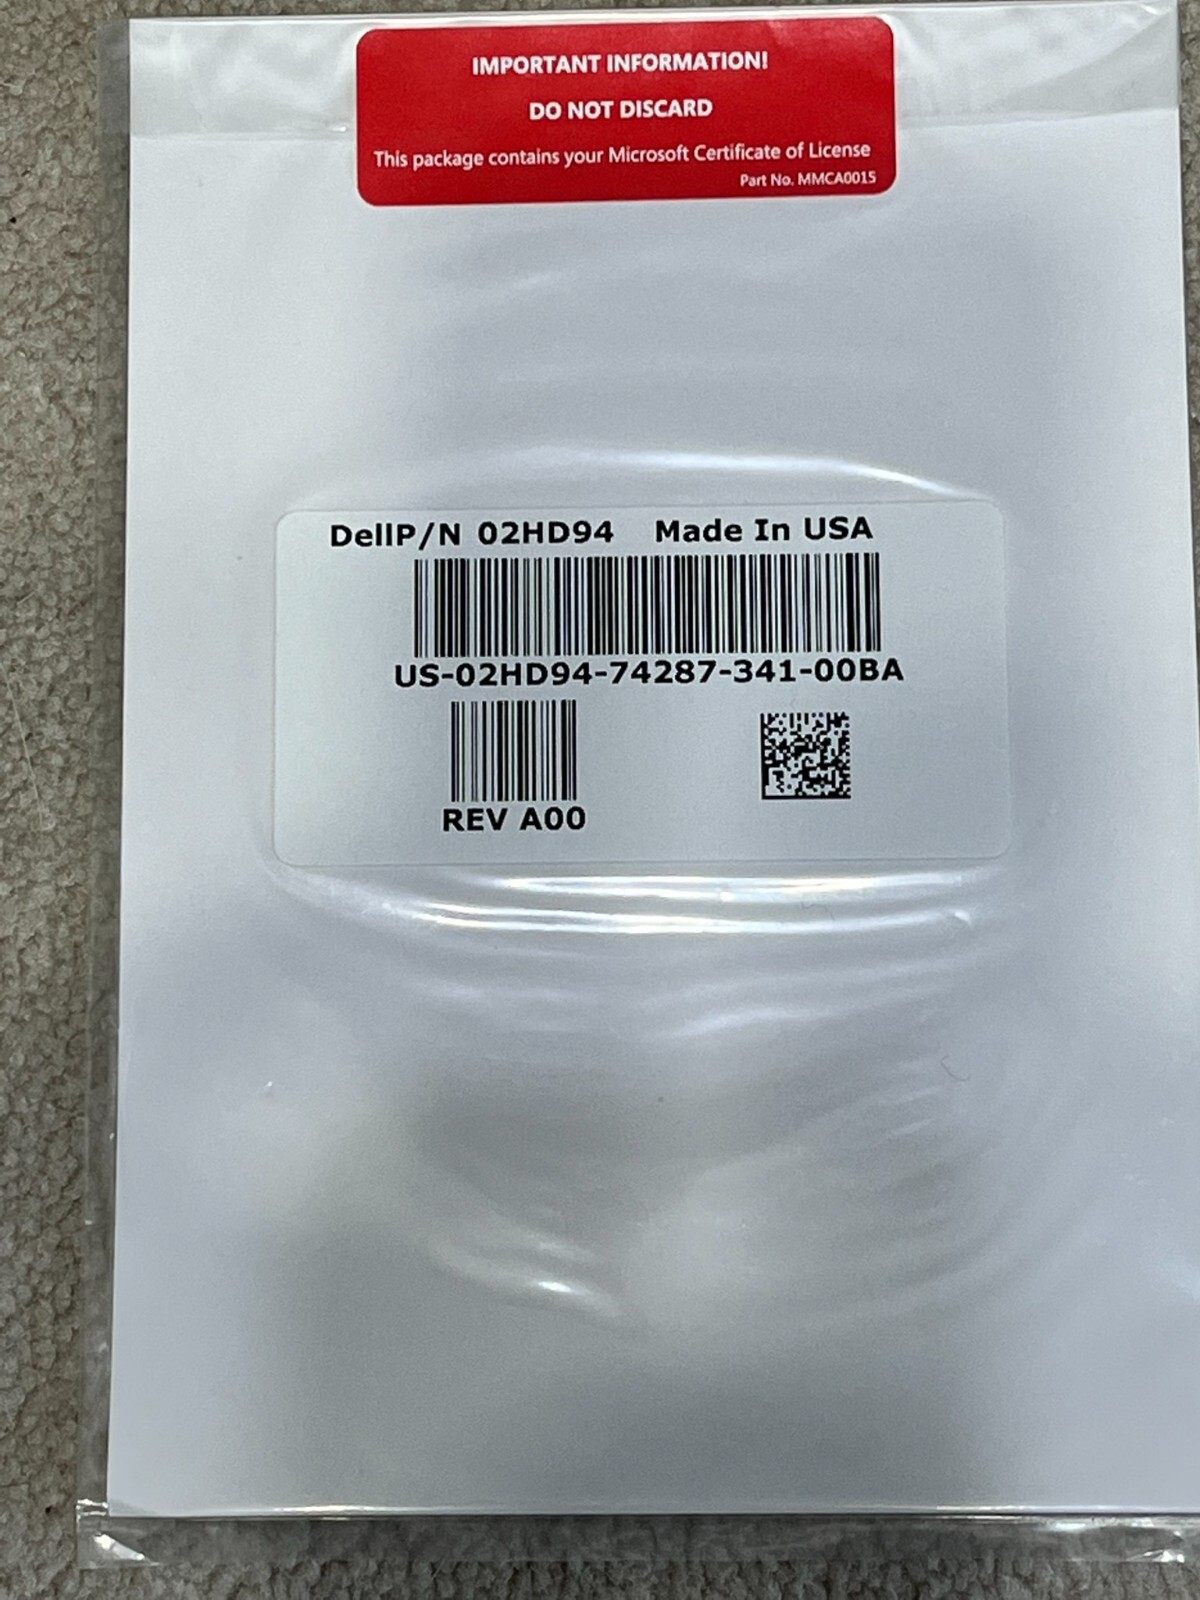 IMPORTANT INFORMATION!
DO NOT DISCARD
This package contains your Microsoft Certificate of License
Part No. MMCA0015
DellP/N 02HD94 Made In USA
US-02HD94-74287-341-00BA
REV A00